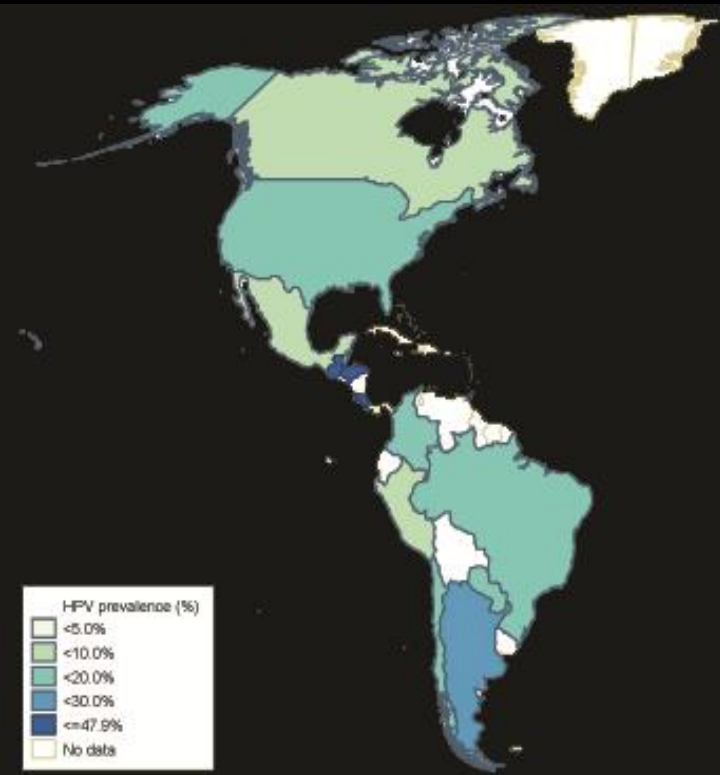 HPV prevalence (%)
<5.0%
<10.0%
<20.0%
<30.0%
<=47.9%
No data